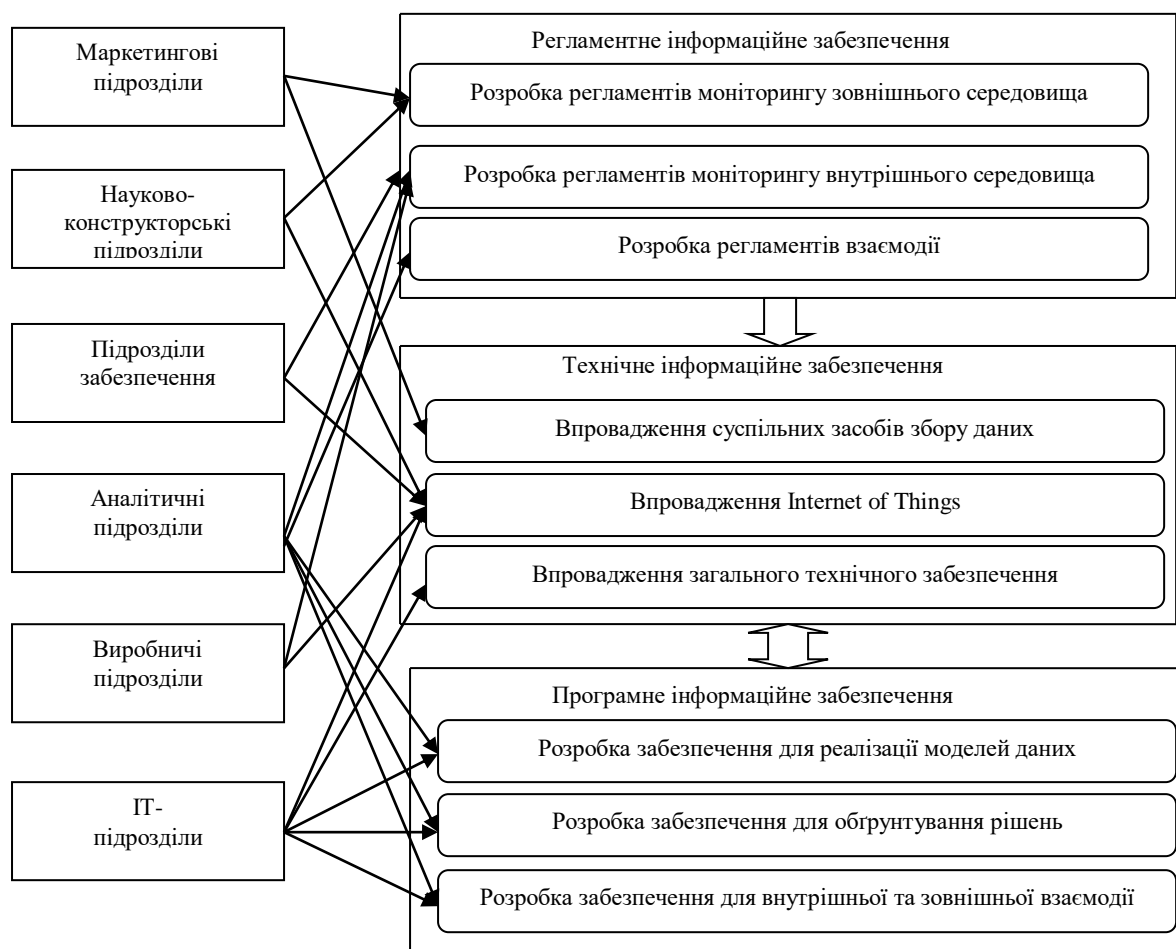 Маркетингові
підрозділи
Науково-
конструкторські
підрозділи
Підрозділи
забезпечення
Аналітичні
підрозділи
Виробничі
підрозділи
ІТ-
підрозділи
Регламентне інформаційне забезпечення
Розробка регламентів моніторингу зовнішнього середовища
Розробка регламентів моніторингу внутрішнього середовища
Розробка регламентів взаємодії
Технічне інформаційне забезпечення
Впровадження суспільних засобів збору даних
Впровадження Internet of Things
Впровадження загального технічного забезпечення
Програмне інформаційне забезпечення
Розробка забезпечення для реалізації моделей даних
Розробка забезпечення для обґрунтування рішень
Розробка забезпечення для внутрішньої та зовнішньої взаємодії